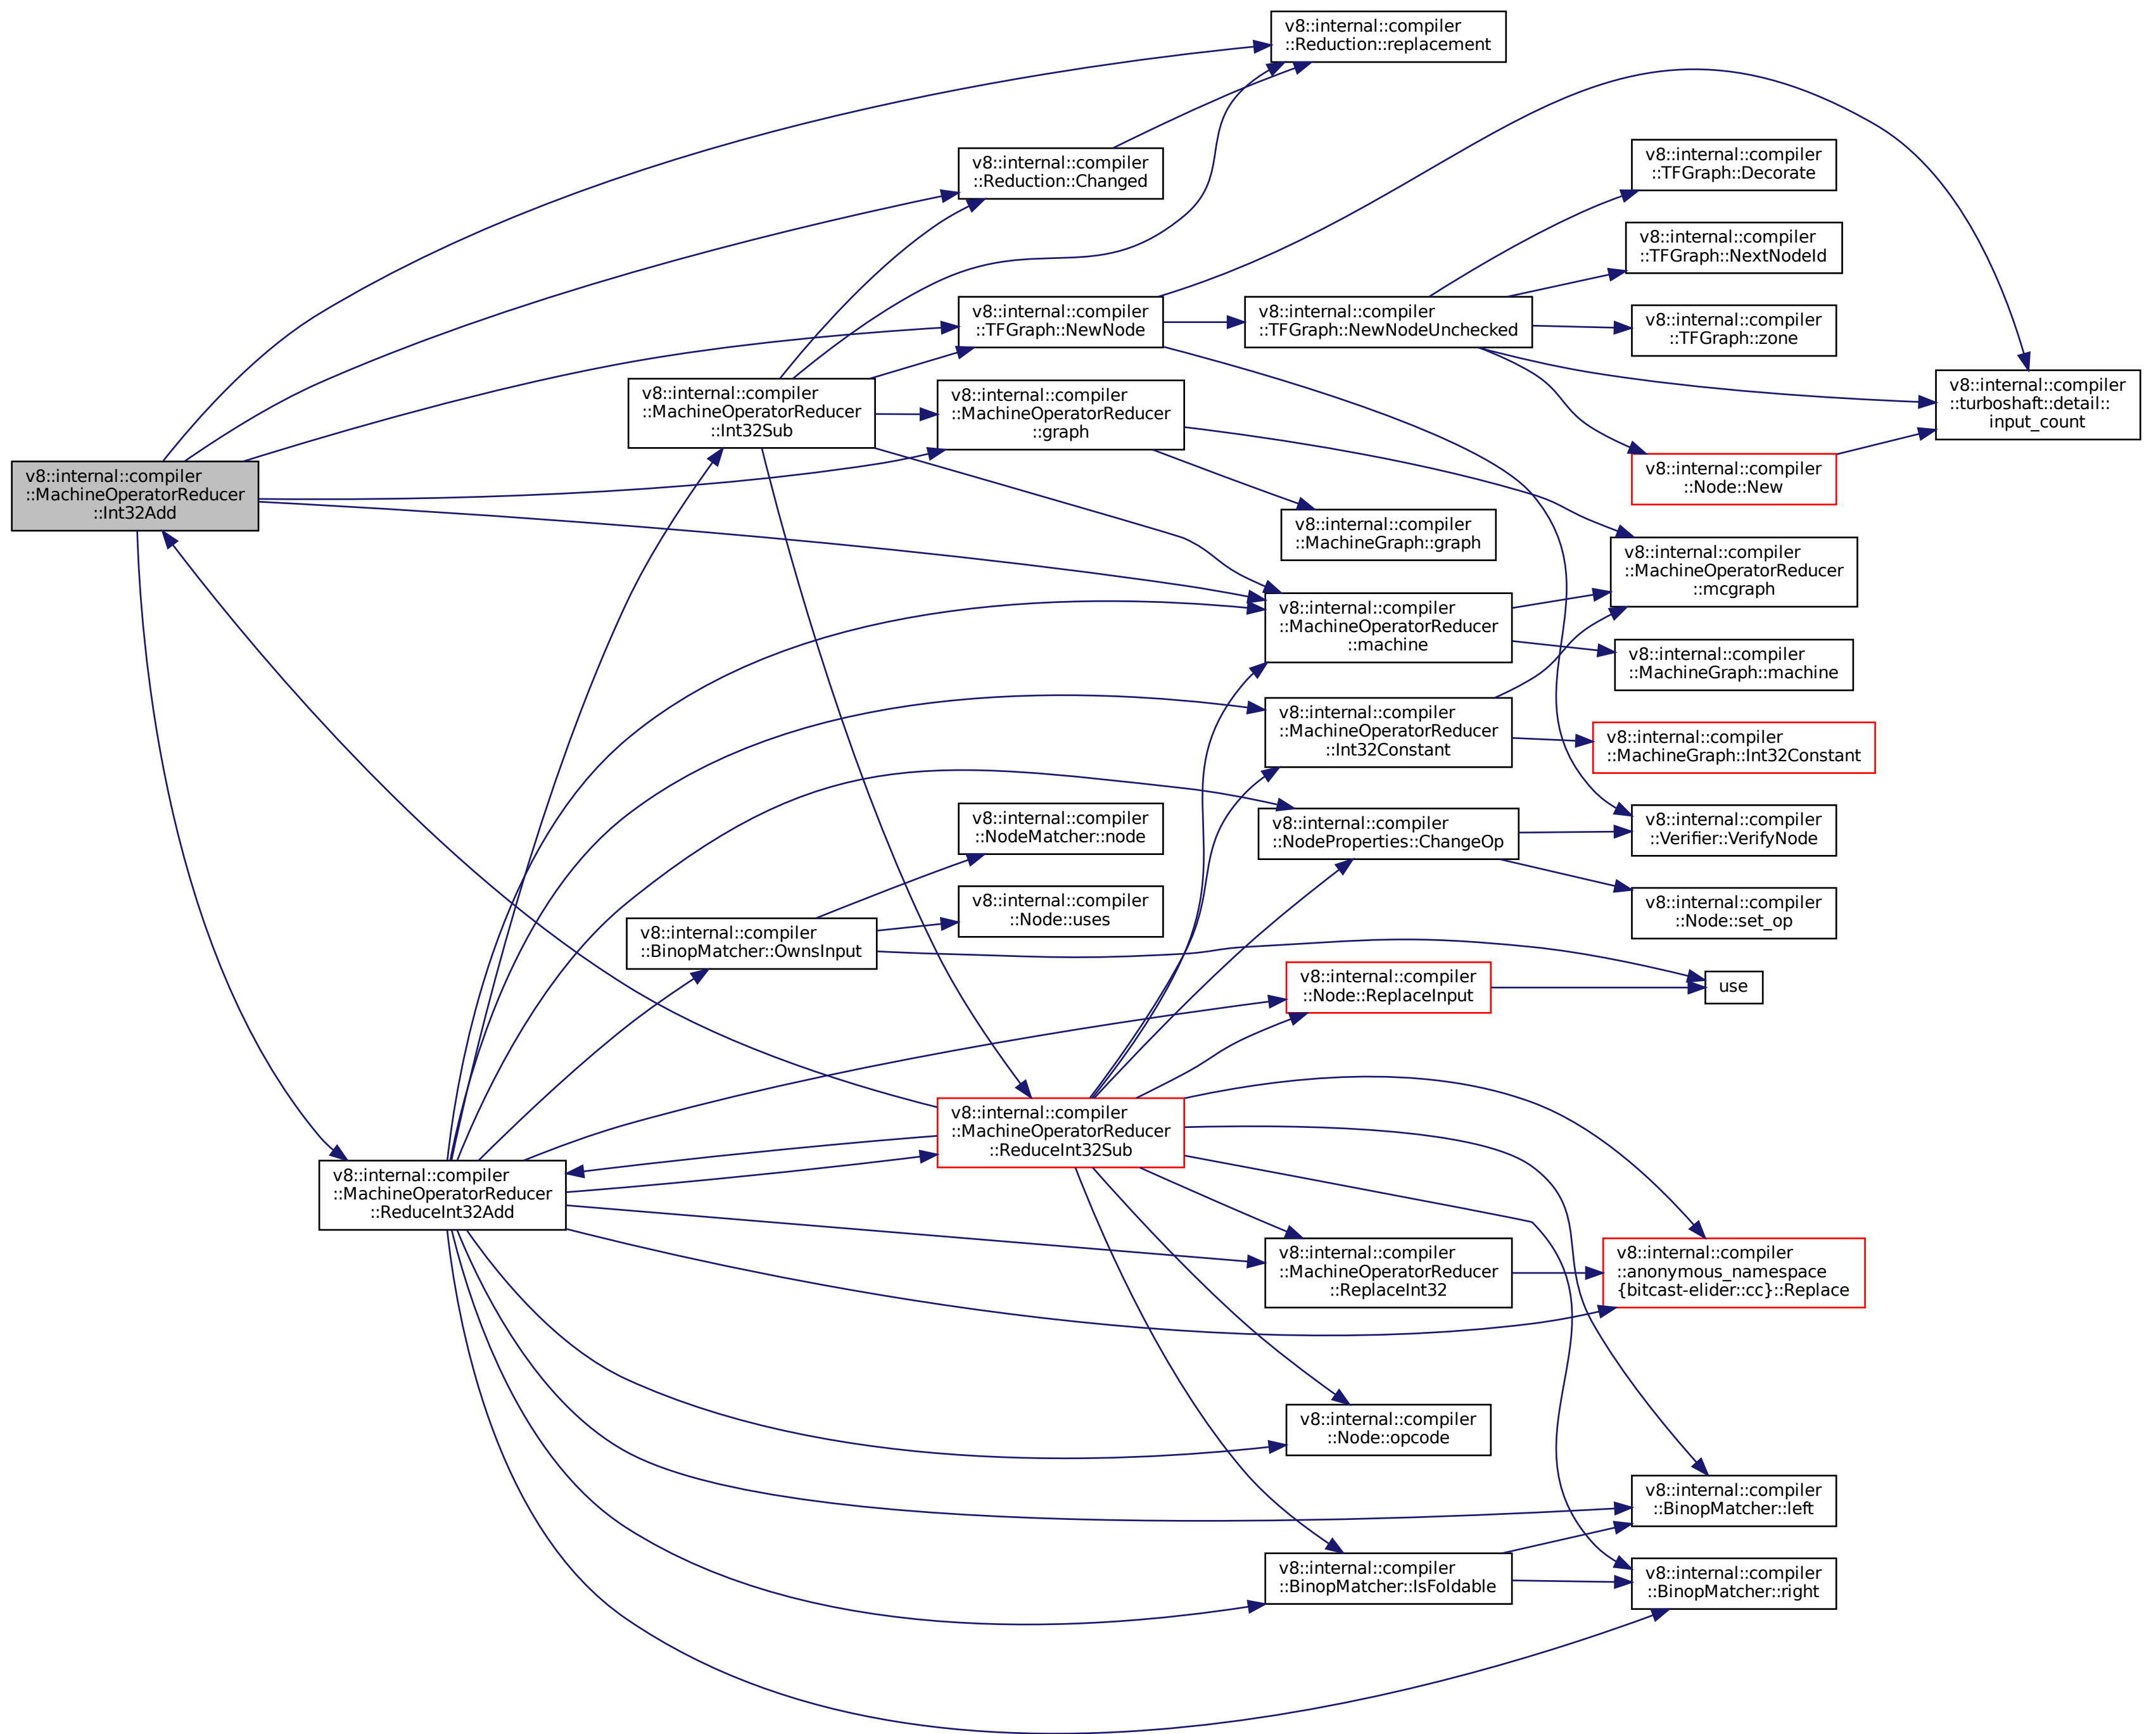 v8::internal::compiler
::Reduction::replacement
v8::internal::compiler
::Reduction::Changed
v8::internal::compiler
::TFGraph::Decorate
v8::internal::compiler
::TFGraph::NextNodeId
v8::internal::compiler
::TFGraph::NewNode
v8::internal::compiler
::TFGraph::NewNodeUnchecked
v8::internal::compiler
::TFGraph::zone
v8::internal::compiler
::MachineOperatorReducer
::Int32Sub
v8::internal::compiler
::MachineOperatorReducer
::graph
v8::internal::compiler
::turboshaft::detail::
input_count
v8::internal::compiler
::MachineOperatorReducer
::Int32Add
v8::internal::compiler
::Node::New
v8::internal::compiler
::MachineGraph::graph
v8::internal::compiler
::MachineOperatorReducer
::mcgraph
v8::internal::compiler
::MachineOperatorReducer
::machine
v8::internal::compiler
::MachineGraph::machine
v8::internal::compiler
::MachineOperatorReducer
::Int32Constant
v8::internal::compiler
::MachineGraph::Int32Constant
v8::internal::compiler
::NodeMatcher::node
v8::internal::compiler
::NodeProperties::ChangeOp
v8::internal::compiler
::Verifier::VerifyNode
v8::internal::compiler
::Node::uses
v8::internal::compiler
::Node::set_op
v8::internal::compiler
::BinopMatcher::OwnsInput
v8::internal::compiler
::Node::ReplaceInput
use
v8::internal::compiler
::MachineOperatorReducer
::ReduceInt32Sub
v8::internal::compiler
::MachineOperatorReducer
::ReduceInt32Add
v8::internal::compiler
::MachineOperatorReducer
::ReplaceInt32
v8::internal::compiler
::anonymous_namespace
{bitcast-elider::cc}::Replace
v8::internal::compiler
::Node::opcode
v8::internal::compiler
::BinopMatcher::left
v8::internal::compiler
::BinopMatcher::IsFoldable
v8::internal::compiler
::BinopMatcher::right